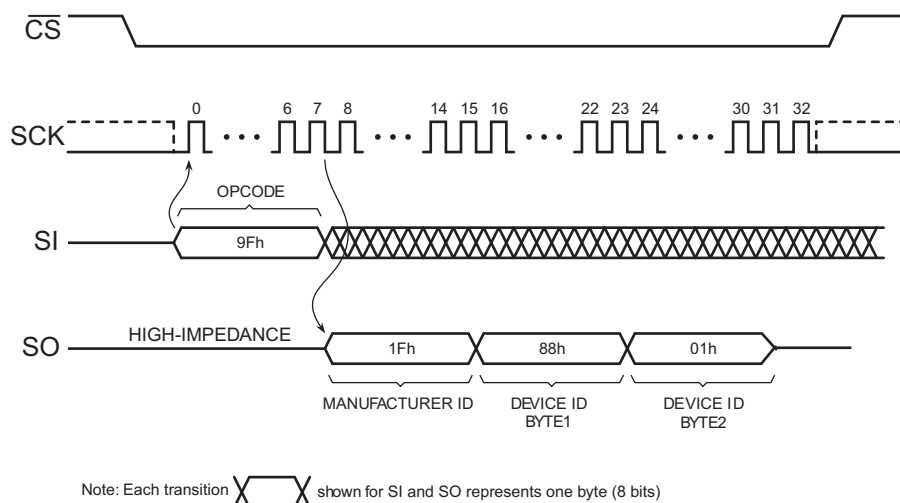 CS
0 6 7 8 14 15 16 22 23 24 30 31 32
SCK
OPCODE
SI
9Fh
HIGH-IMPEDANCE
SO
1Fh 88h 01h
MANUFACTURER ID DEVICE ID DEVICE ID
BYTE1 BYTE2
Note: Each transition shown for SI and SO represents one byte (8 bits)